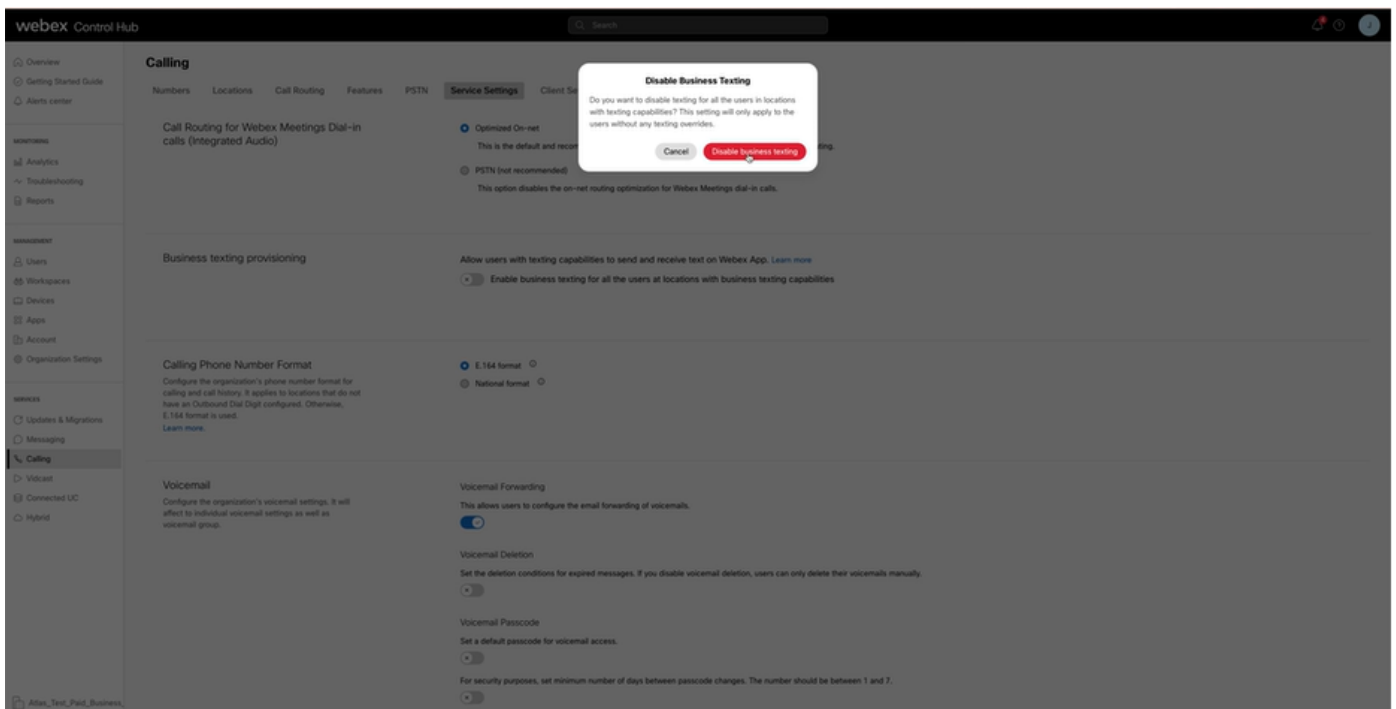 webex Control Hub
Search
J
Overview
Getting Started Guide
Alerts center
MONITORING
Analytics
Troubleshooting
Reports
MANAGEMENT
Users
Workspaces
Devices
Apps
Account
Organization Settings
SERVICES
Updates & Migrations
Messaging
Calling
Vidcast
Connected UC
Hybrid
Atlas_Test_Paid_Business_
Calling
Numbers Locations Call Routing Features PSTN Service Settings Client Se
Disable Business Texting
Do you want to disable texting for all the users in locations
with texting capabilities? This setting will only apply to the
users without any texting overrides.
Cancel Disable business texting
Call Routing for Webex Meetings Dial-in
calls (Integrated Audio)
Optimized On-net
This is the default and recom ting.
PSTN (not recommended)
This option disables the on-net routing optimization for Webex Meetings dial-in calls.
Business texting provisioning
Allow users with texting capabilities to send and receive text on Webex App. Learn more
Enable business texting for all the users at locations with business texting capabilities
Calling Phone Number Format
Configure the organization's phone number format for
calling and call history. It applies to locations that do not
have an Outbound Dial Digit configured. Otherwise,
E.164 format is used.
Learn more.
E.164 format
National format
Voicemail
Configure the organization's voicemail settings. It will
affect to individual voicemail settings as well as
voicemail group.
Voicemail Forwarding
This allows users to configure the email forwarding of voicemails.
Voicemail Deletion
Set the deletion conditions for expired messages. If you disable voicemail deletion, users can only delete their voicemails manually.
Voicemail Passcode
Set a default passcode for voicemail access.
For security purposes, set minimum number of days between passcode changes. The number should be between 1 and 7.